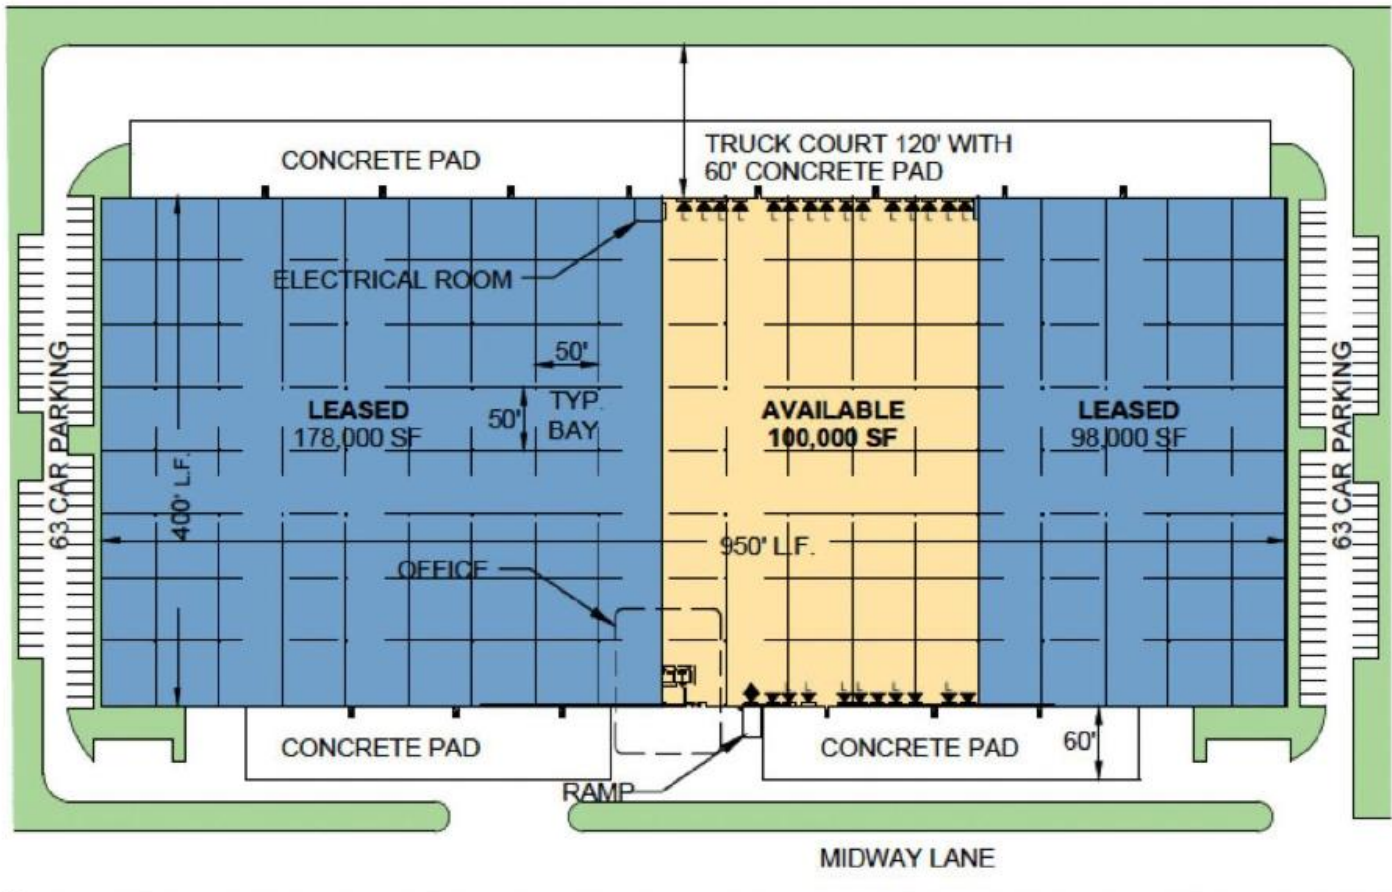 CONCRETE PAD
TRUCK COURT 120' WITH
60' CONCRETE PAD
ELECTRICAL ROOM
50'
50'
TYP.
BAY
LEASED
178,000 SF
AVAILABLE
100,000 SF
LEASED
98,000 SF
63 CAR PARKING
400' L.F.
63 CAR PARKING
950' L.F.
OFFICE
CONCRETE PAD
CONCRETE PAD
60'
RAMP
MIDWAY LANE